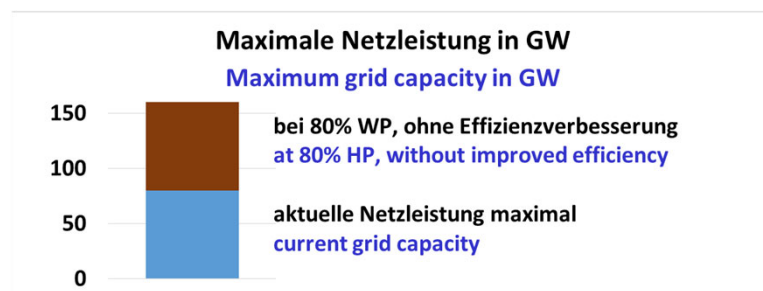 Maximale Netzleistung in GW
Maximum grid capacity in GW
150
bei 80% WP, ohne Effizienzverbesserung
at 80% HP, without improved efficiency
100
50
aktuelle Netzleistung maximal
current grid capacity
0